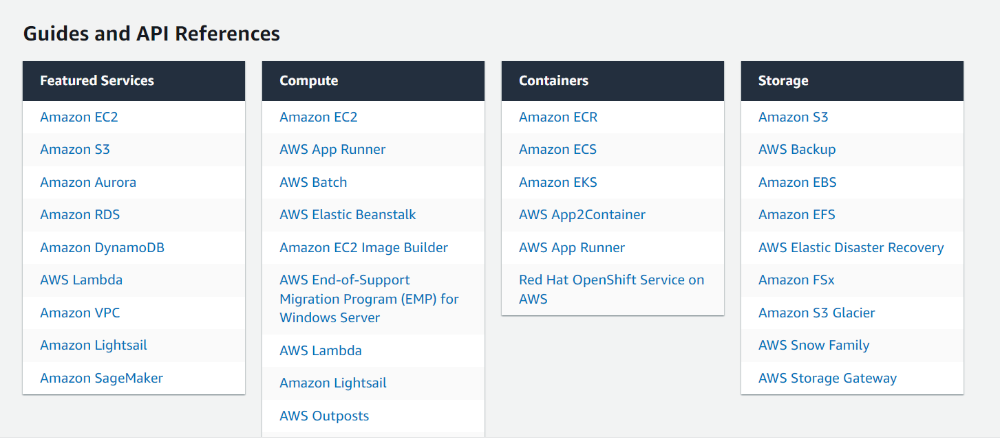 Guides and API References
Featured Services
Amazon EC2
Amazon S3
Amazon Aurora
Amazon RDS
Amazon DynamoDB
AWS Lambda
Amazon VPC
Amazon Lightsail
Amazon SageMaker
Compute
Amazon EC2
AWS App Runner
AWS Batch
AWS Elastic Beanstalk
Amazon EC2 Image Builder
AWS End-of-Support
Migration Program (EMP) for
Windows Server
AWS Lambda
Amazon Lightsail
AWS Outposts
Containers
Amazon ECR
Amazon ECS
Amazon EKS
AWS App2Container
AWS App Runner
Red Hat OpenShift Service on
AWS
Storage
Amazon S3
AWS Backup
Amazon EBS
Amazon EFS
AWS Elastic Disaster Recovery
Amazon FSx
Amazon S3 Glacier
AWS Snow Family
AWS Storage Gateway